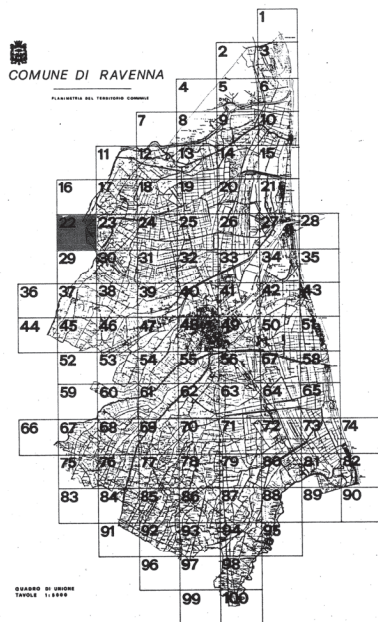 1
2 3
COMUNE DI RAVENNA
4 5 6
PLANIMETRIA DEL TERRITORIO COMUNALE
7 8 9 10
11 12 13 14 15
16 17 18 19 20 21
22 23 24 25 26 27 28
29 30 31 32 33 34 35
36 37 38 39 40 41 42 43
44 45 46 47 48 49 50 51
52 53 54 55 56 57 58
59 60 61 62 63 64 65
66 67 68 69 70 71 72 73 74
75 76 77 78 79 80 81 82
83 84 85 86 87 88 89 90
91 92 93 94 95
96 97 98
QUADRO DI UNIONE
TAVOLE 1:5000
99 100